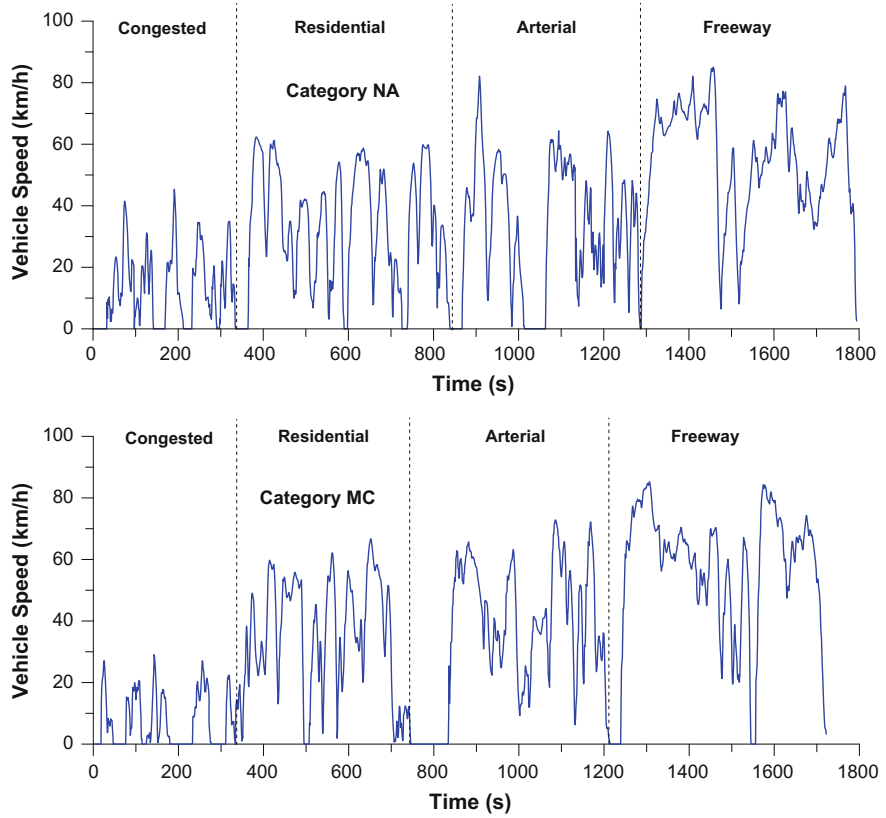 100
80
60
40
20
0
Vehicle Speed (km/h)
Congested Residential Arterial Freeway
Category NA
0 200 400 600 800 1000 1200 1400 1600 1800
Time (s)
100
80
60
40
20
0
Vehicle Speed (km/h)
Congested Residential Arterial Freeway
Category MC
0 200 400 600 800 1000 1200 1400 1600 1800
Time (s)